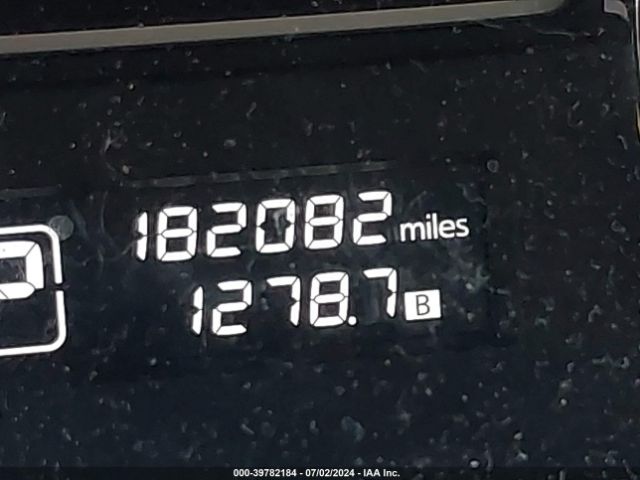 182082 miles
1278.7 B
P
000-39782184 - 07/02/2024 - IAA Inc.